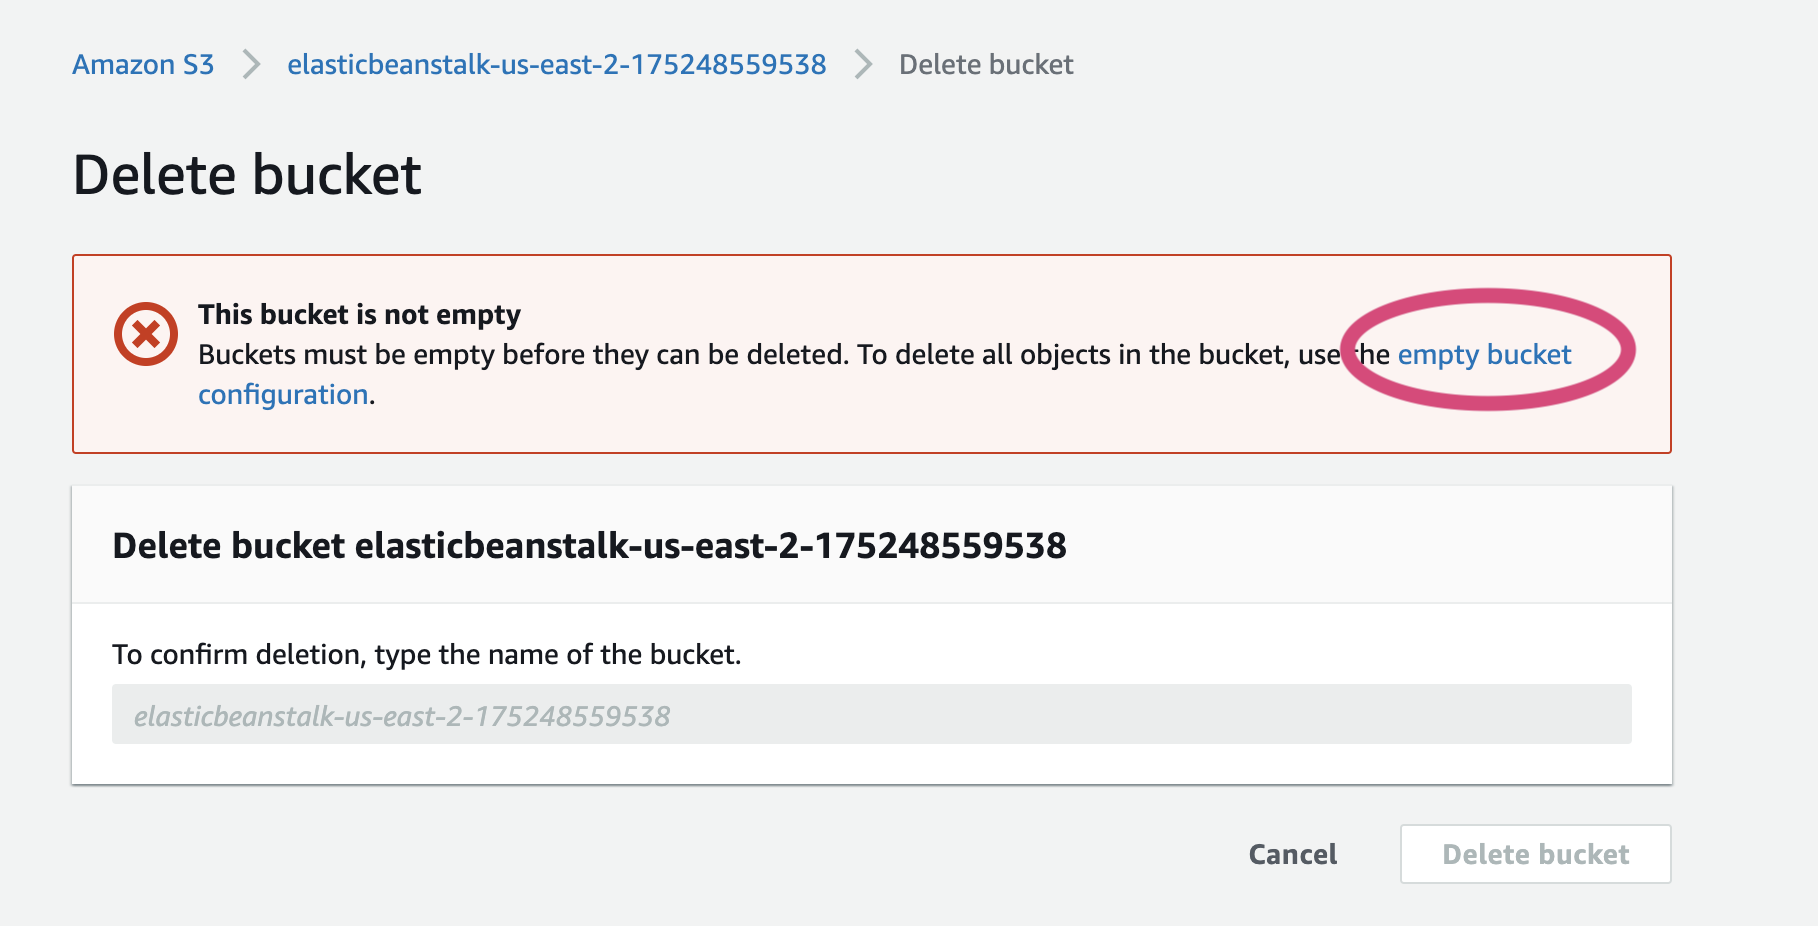 Amazon S3 > elasticbeanstalk-us-east-2-175248559538 > Delete bucket
Delete bucket
This bucket is not empty
Buckets must be empty before they can be deleted. To delete all objects in the bucket, use the empty bucket
configuration.
Delete bucket elasticbeanstalk-us-east-2-175248559538
To confirm deletion, type the name of the bucket.
elasticbeanstalk-us-east-2-175248559538
Cancel Delete bucket